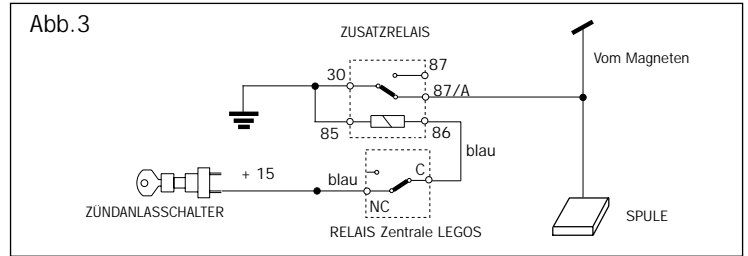 Abb.3
ZUSATZRELAIS
Vom Magneten
30
87
87/A
85
86
blau
+ 15
blau
C
NC
ZÜNDANLASSCHALTER
RELAIS Zentrale LEGOS
SPULE